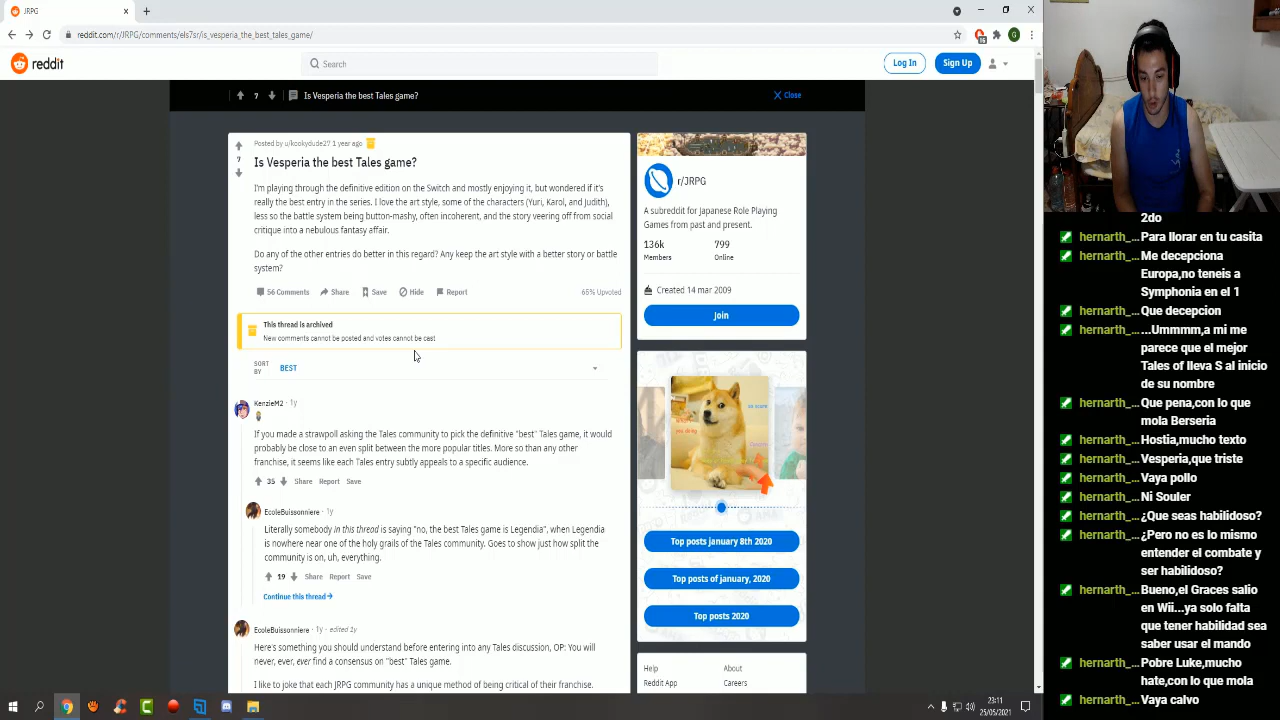 JRPG
reddit.com/r/JRPG/comments/els7sr/is_vesperia_the_best_tales_game/
G
reddit
Search
Log In
Sign Up
7
Is Vesperia the best Tales game?
Close
7
Posted by u/kookydude27 1 year ago
Is Vesperia the best Tales game?
I'm playing through the definitive edition on the Switch and mostly enjoying it, but wondered if it's
really the best entry in the series. I love the art style, some of the characters (Yuri, Karol, and Judith),
less so the battle system being button-mashy, often incoherent, and the story veering off from social
critique into a nebulous fantasy affair.
Do any of the other entries do better in this regard? Any keep the art style with a better story or battle
system?
56 Comments
Share
Save
Hide
Report
65% Upvoted
This thread is archived
New comments cannot be posted and votes cannot be cast
SORT
BY
BEST
KenzieM2 · 1y
If you made a strawpoll asking the Tales community to pick the definitive "best" Tales game, it would
probably be close to an even split between the more popular titles. More so than any other
franchise, it seems like each Tales entry subtly appeals to a specific audience.
35
Share
Report
Save
EcoleBuissonniere · 1y
Literally somebody in this thread is saying "no, the best Tales game is Legendia", when Legendia
is nowhere near one of the holy grails of the Tales community. Goes to show just how split the
community is on, uh, everything.
19
Share
Report
Save
Continue this thread
EcoleBuissonniere · 1y · edited 1y
Here's something you should understand before entering into any Tales discussion, OP: You will
never, ever, ever find a consensus on "best" Tales game.
I like to joke that each JRPG community has a unique method of being critical of their franchise.
r/JRPG
A subreddit for Japanese Role Playing
Games from past and present.
136k
Members
799
Online
Created 14 mar 2009
Join
Top posts january 8th 2020
Top posts of january, 2020
Top posts 2020
Help
About
Reddit App
Careers
23:11
25/05/2021
2do
hernarth_... Para llorar en tu casita
hernarth_... Me decepciona
Europa,no teneis a
Symphonia en el 1
hernarth_... Que decepcion
hernarth_... ...Ummmm,a mi me
parece que el mejor
Tales of lleva S al inicio
de su nombre
hernarth_... Que pena,con lo que
mola Berseria
hernarth_... Hostia,mucho texto
hernarth_... Vesperia,que triste
hernarth_... Vaya pollo
hernarth_... Ni Souler
hernarth_... ¿Que seas habilidoso?
hernarth_... ¿Pero no es lo mismo
entender el combate y
ser habilidoso?
hernarth_... Bueno,el Graces salio
en Wii...ya solo falta
que tener habilidad sea
saber usar el mando
hernarth_... Pobre Luke,mucho
hate,con lo que mola
hernarth_... Vaya calvo